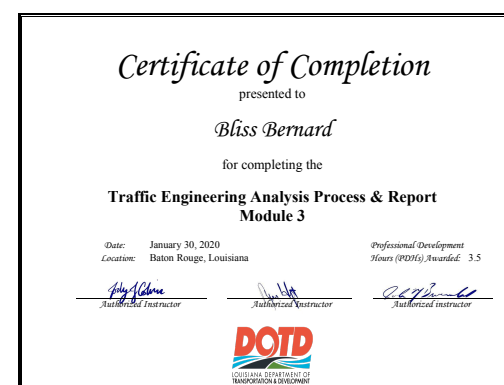 Certificate of Completion
presented to
Bliss Bernard
for completing the
Traffic Engineering Analysis Process & Report
Module 3
Date: January 30, 2020
Location: Baton Rouge, Louisiana
Professional Development
Hours (PDHs) Awarded: 3.5
Authorized Instructor
Authorized Instructor
Authorized instructor
DOTD
LOUISIANA DEPARTMENT OF
TRANSPORTATION & DEVELOPMENT